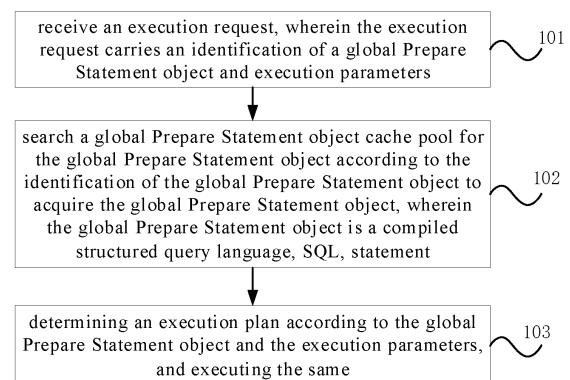 receive an execution request, wherein the execution
request carries an identification of a global Prepare
Statement object and execution parameters
101
search a global Prepare Statement object cache pool for
the global Prepare Statement object according to the
identification of the global Prepare Statement object to
acquire the global Prepare Statement object, wherein
the global Prepare Statement object is a compiled
structured query language, SQL, statement
102
determining an execution plan according to the global
Prepare Statement object and the execution parameters,
and executing the same
103